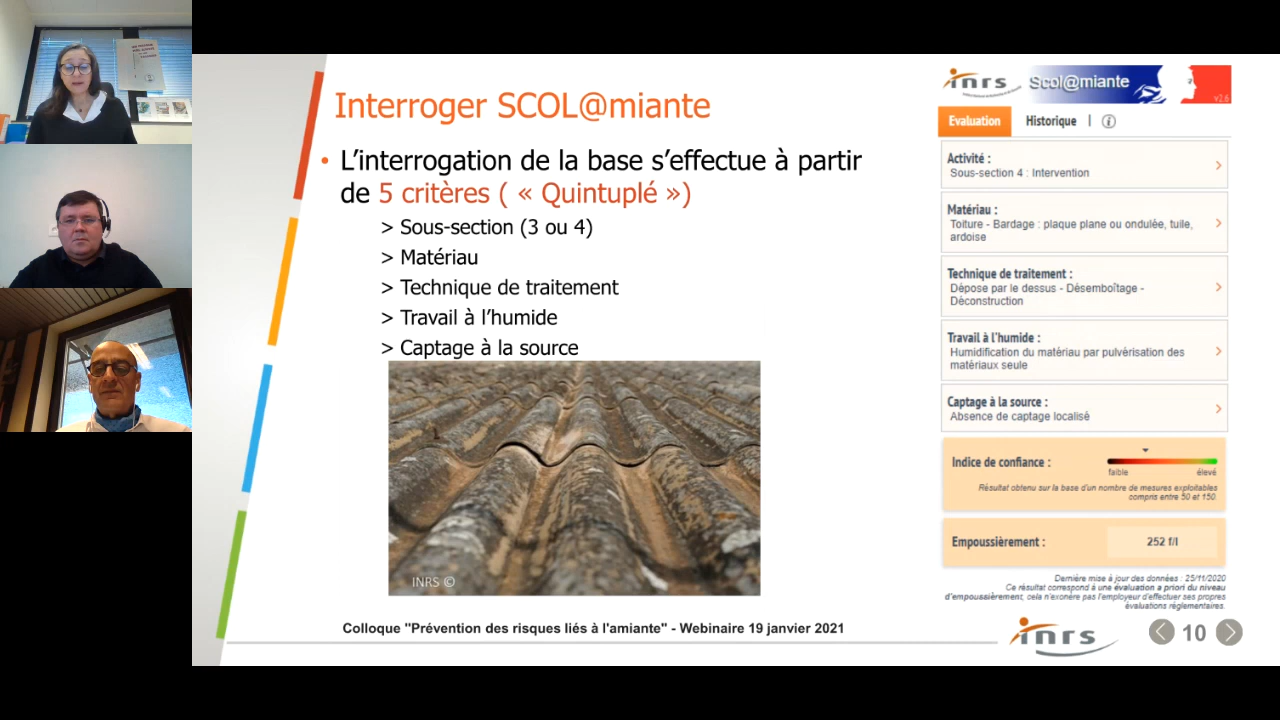 Interroger SCOL@miante
• L'interrogation de la base s'effectue à partir
de 5 critères ( « Quintuplé »)
> Sous-section (3 ou 4)
> Matériau
> Technique de traitement
> Travail à l'humide
> Captage à la source
INRS ©
Colloque "Prévention des risques liés à l'amiante" - Webinaire 19 janvier 2021
inrs
Scol@miante
v2.6
Evaluation Historique | i
Activité :
Sous-section 4 : Intervention
Matériau :
Toiture - Bardage : plaque plane ou ondulée, tuile,
ardoise
Technique de traitement :
Dépose par le dessus - Désemboîtage -
Déconstruction
Travail à l'humide :
Humidification du matériau par pulvérisation des
matériaux seule
Captage à la source :
Absence de captage localisé
Indice de confiance :
faible élevé
Résultat obtenu sur la base d'un nombre de mesures exploitables
compris entre 50 et 150.
Empoussièrement : 252 f/l
Dernière mise à jour des données : 25/11/2020
Ce résultat correspond à une évaluation a priori du niveau
d'empoussièrement, cela n'exonère pas l'employeur d'effectuer ses propres
évaluations réglementaires.
inrs
10